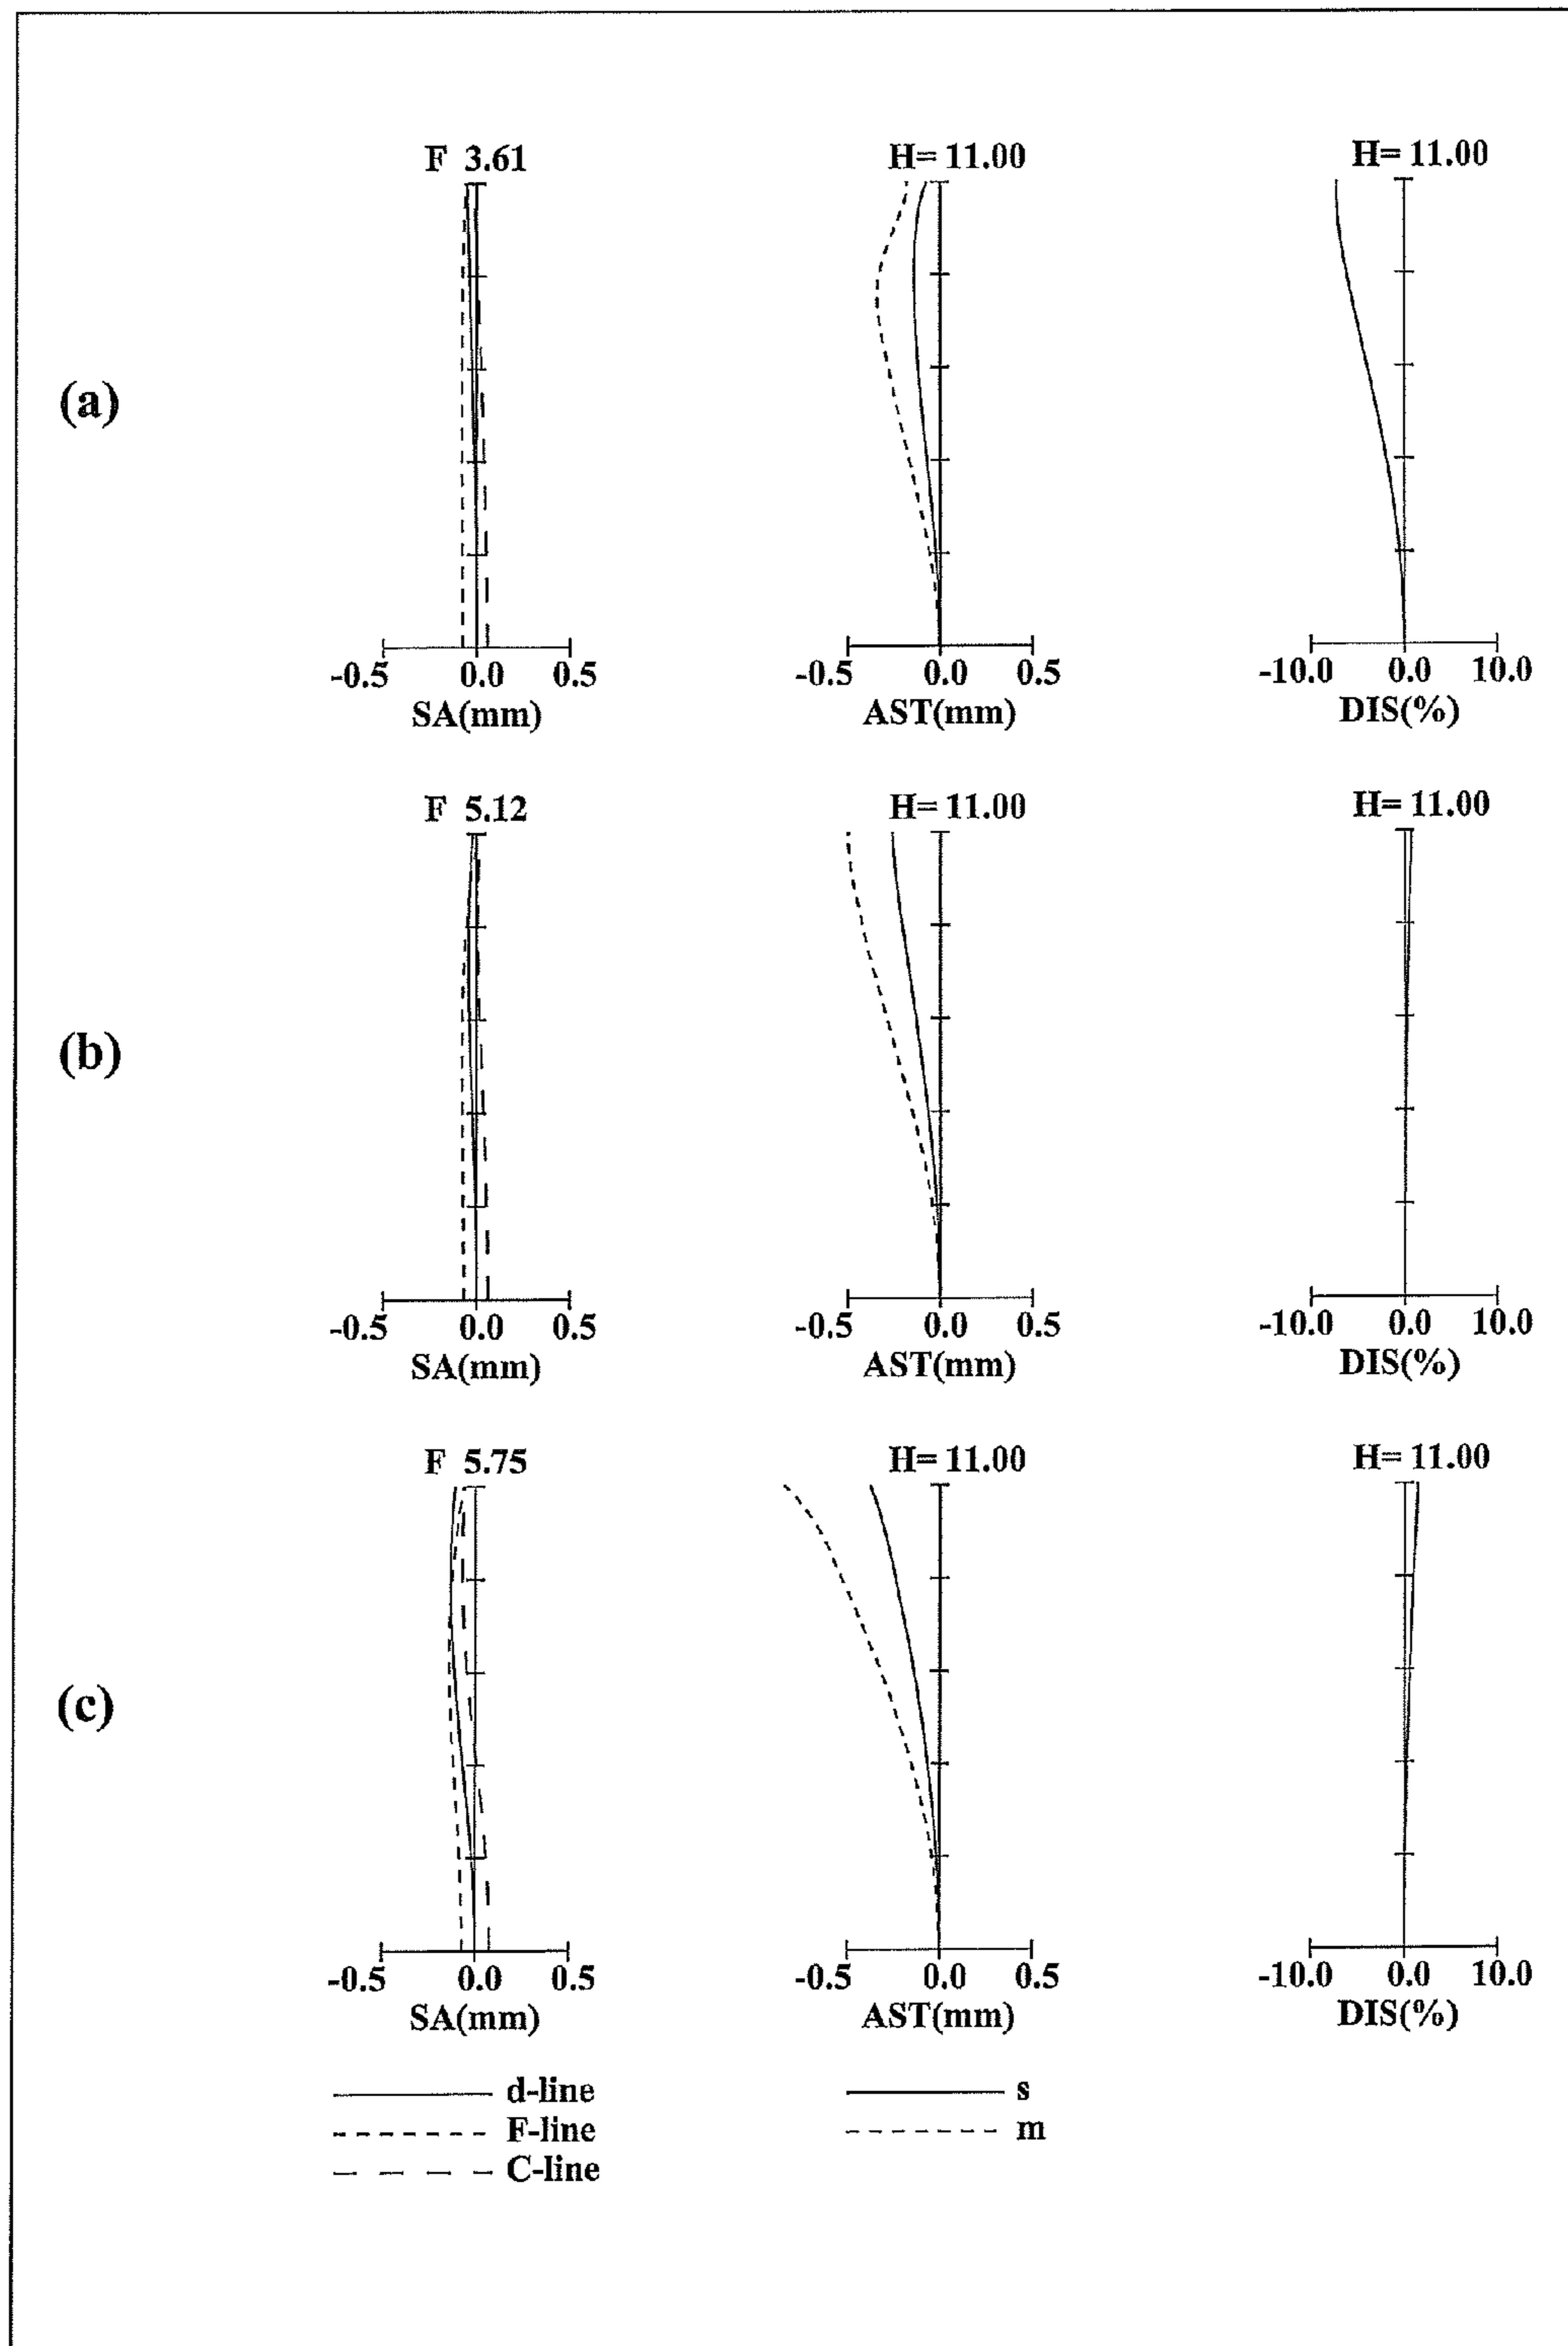 F 3.61 H= 11.00 H= 11.00
(a)
-0.5 0.0 0.5 -0.5 0.0 0.5 -10.0 0.0 10.0
SA(mm) AST(mm) DIS(%)
F 5.12 H= 11.00 H= 11.00
(b)
-0.5 0.0 0.5 -0.5 0.0 0.5 -10.0 0.0 10.0
SA(mm) AST(mm) DIS(%)
F 5.75 H= 11.00 H= 11.00
(c)
-0.5 0.0 0.5 -0.5 0.0 0.5 -10.0 0.0 10.0
SA(mm) AST(mm) DIS(%)
d-line s
F-line m
C-line